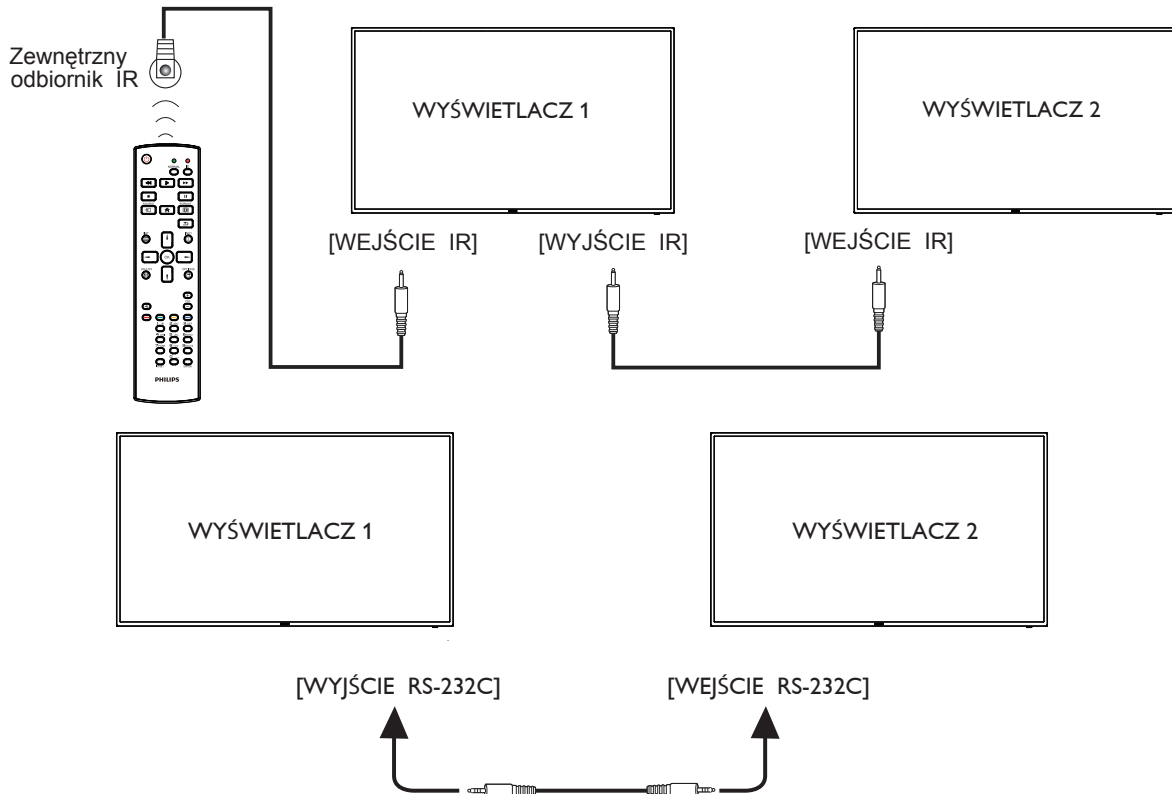 Zewnętrzny
odbiornik IR
WYŚWIETLACZ 1
WYŚWIETLACZ 2
[WEJŚCIE IR]
[WYJŚCIE IR]
[WEJŚCIE IR]
PHILIPS
WYŚWIETLACZ 1
WYŚWIETLACZ 2
[WYJŚCIE RS-232C]
[WEJŚCIE RS-232C]